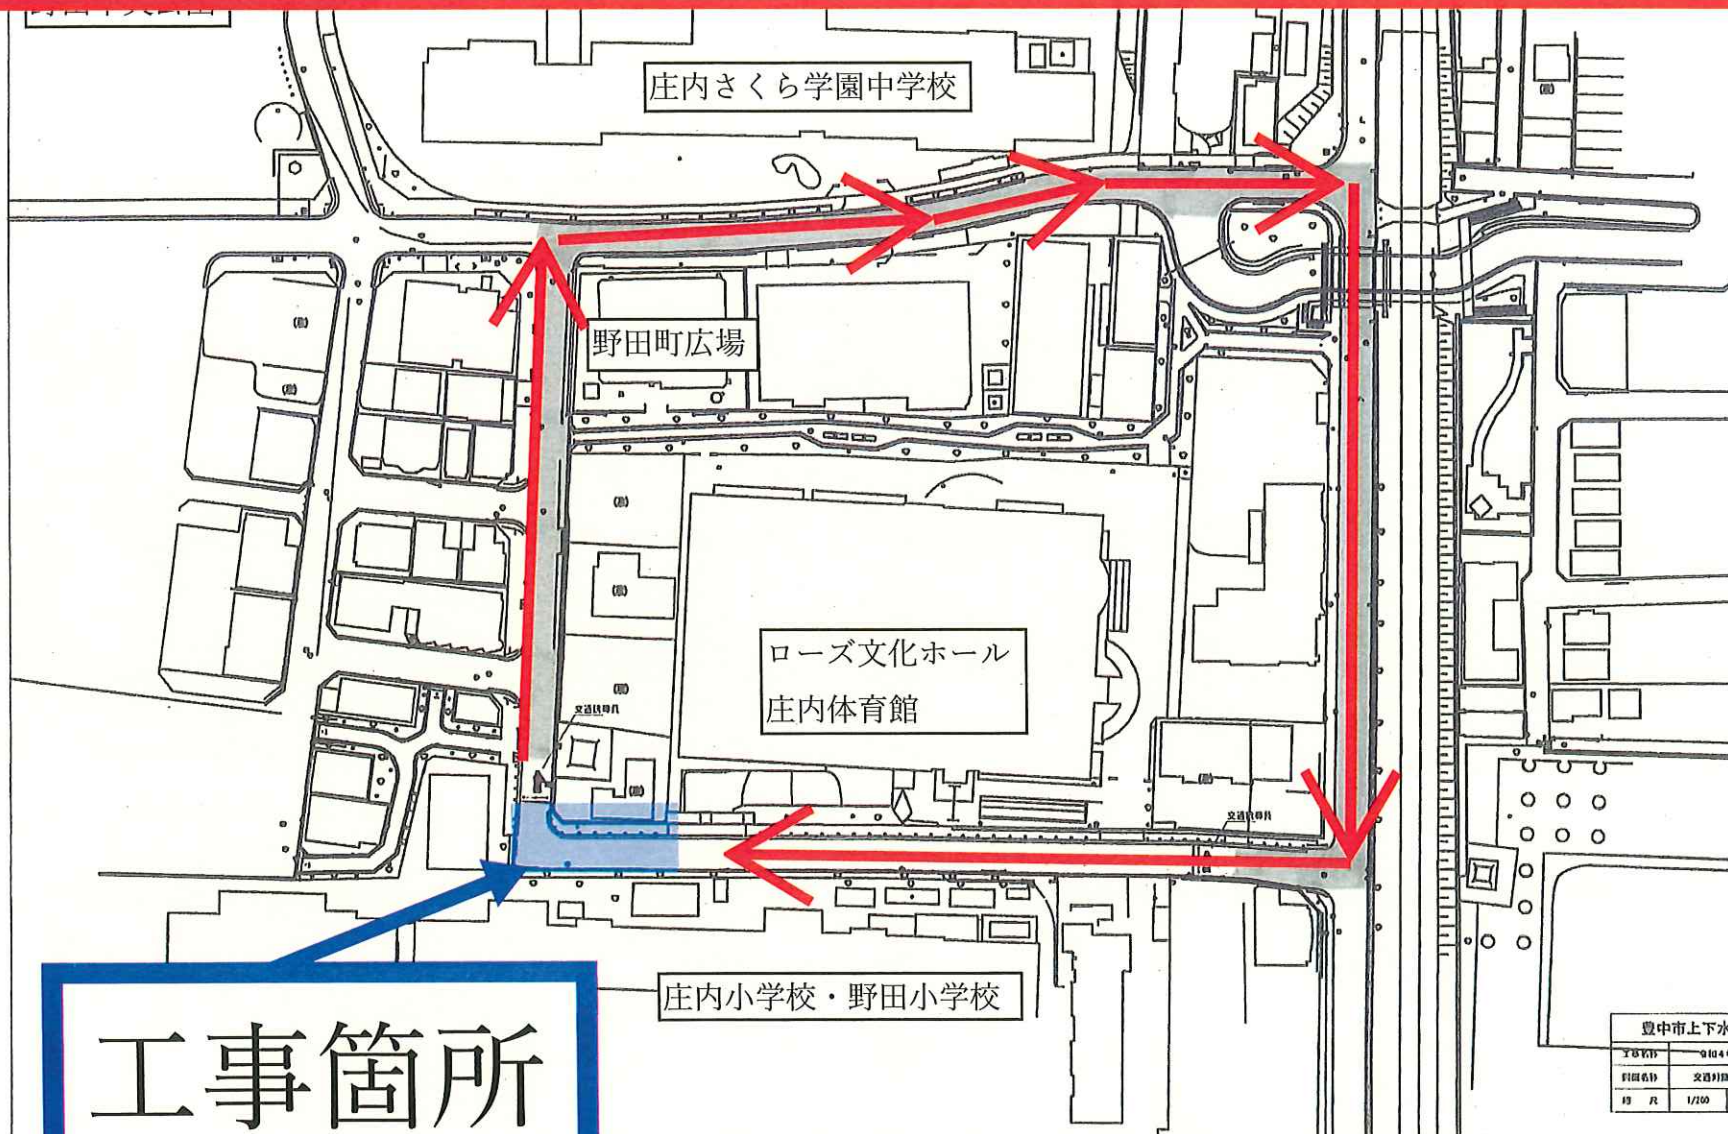 庄内さくら学園中学校
野田町広場
ローズ文化ホール
庄内体育館
庄内小学校・野田小学校
工事箇所
豊中市上下水
1/200